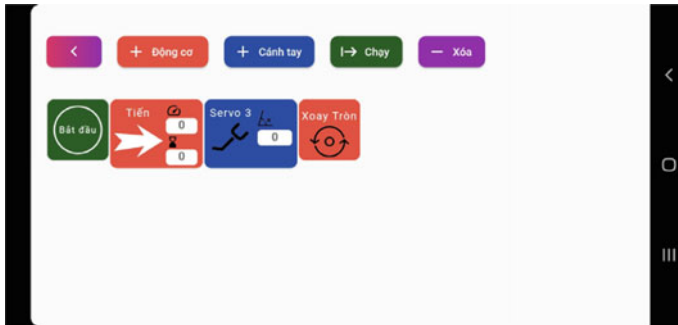 + Động cơ
+ Cánh tay
Chạy
— Xóa
Bắt đầu
Tiến
0
0
Servo 3
0
Xoay Tròn